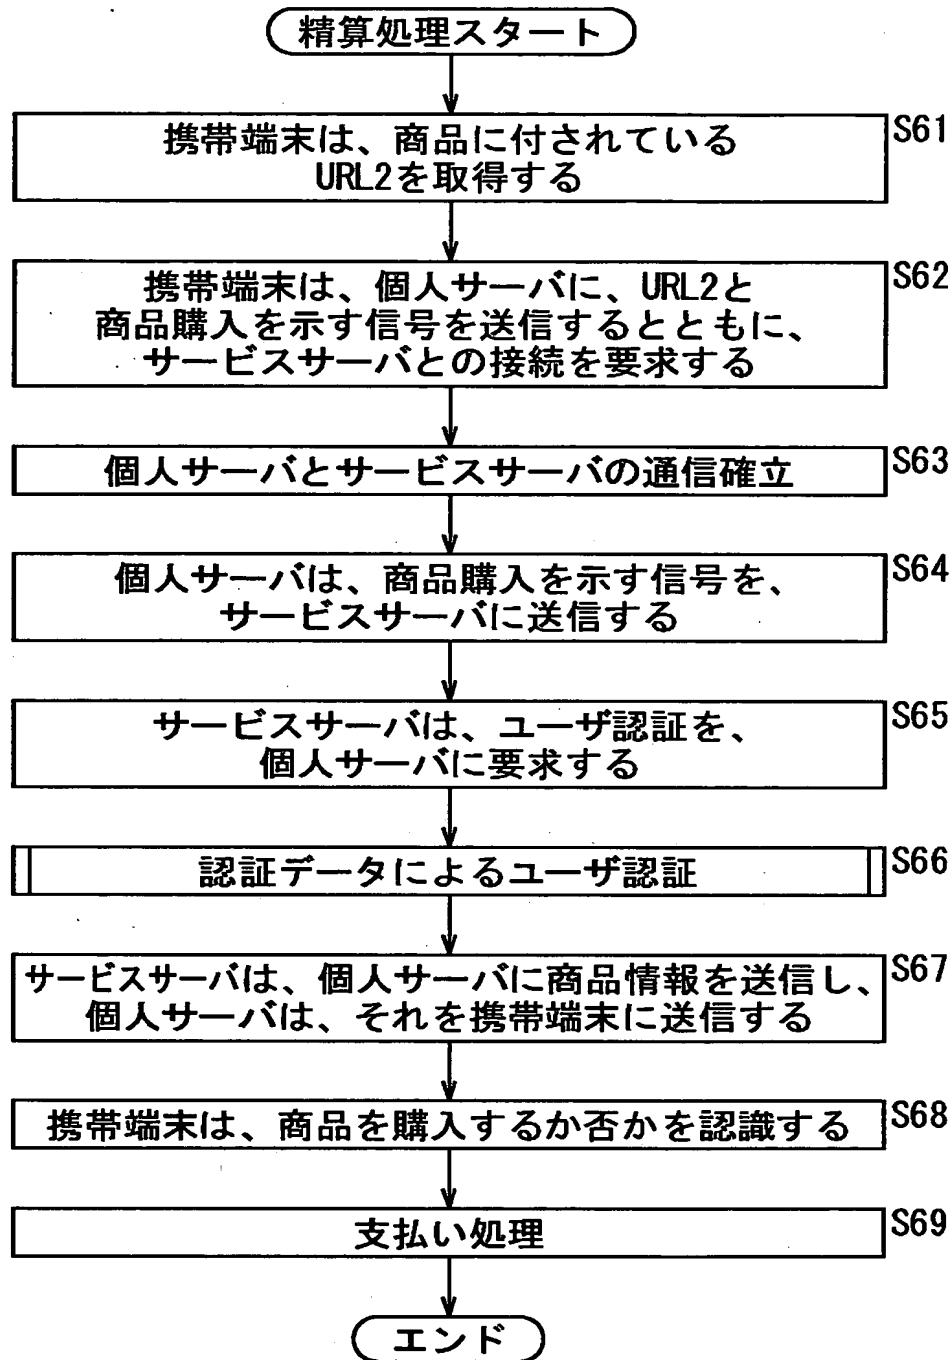 精算処理スタート
携帯端末は、商品に付されている
URL2を取得する
S61
携帯端末は、個人サーバに、URL2と
商品購入を示す信号を送信するとともに、
サービスサーバとの接続を要求する
S62
個人サーバとサービスサーバの通信確立
S63
個人サーバは、商品購入を示す信号を、
サービスサーバに送信する
S64
サービスサーバは、ユーザ認証を、
個人サーバに要求する
S65
認証データによるユーザ認証
S66
サービスサーバは、個人サーバに商品情報を送信し、
個人サーバは、それを携帯端末に送信する
S67
携帯端末は、商品を購入するか否かを認識する
S68
支払い処理
S69
エンド